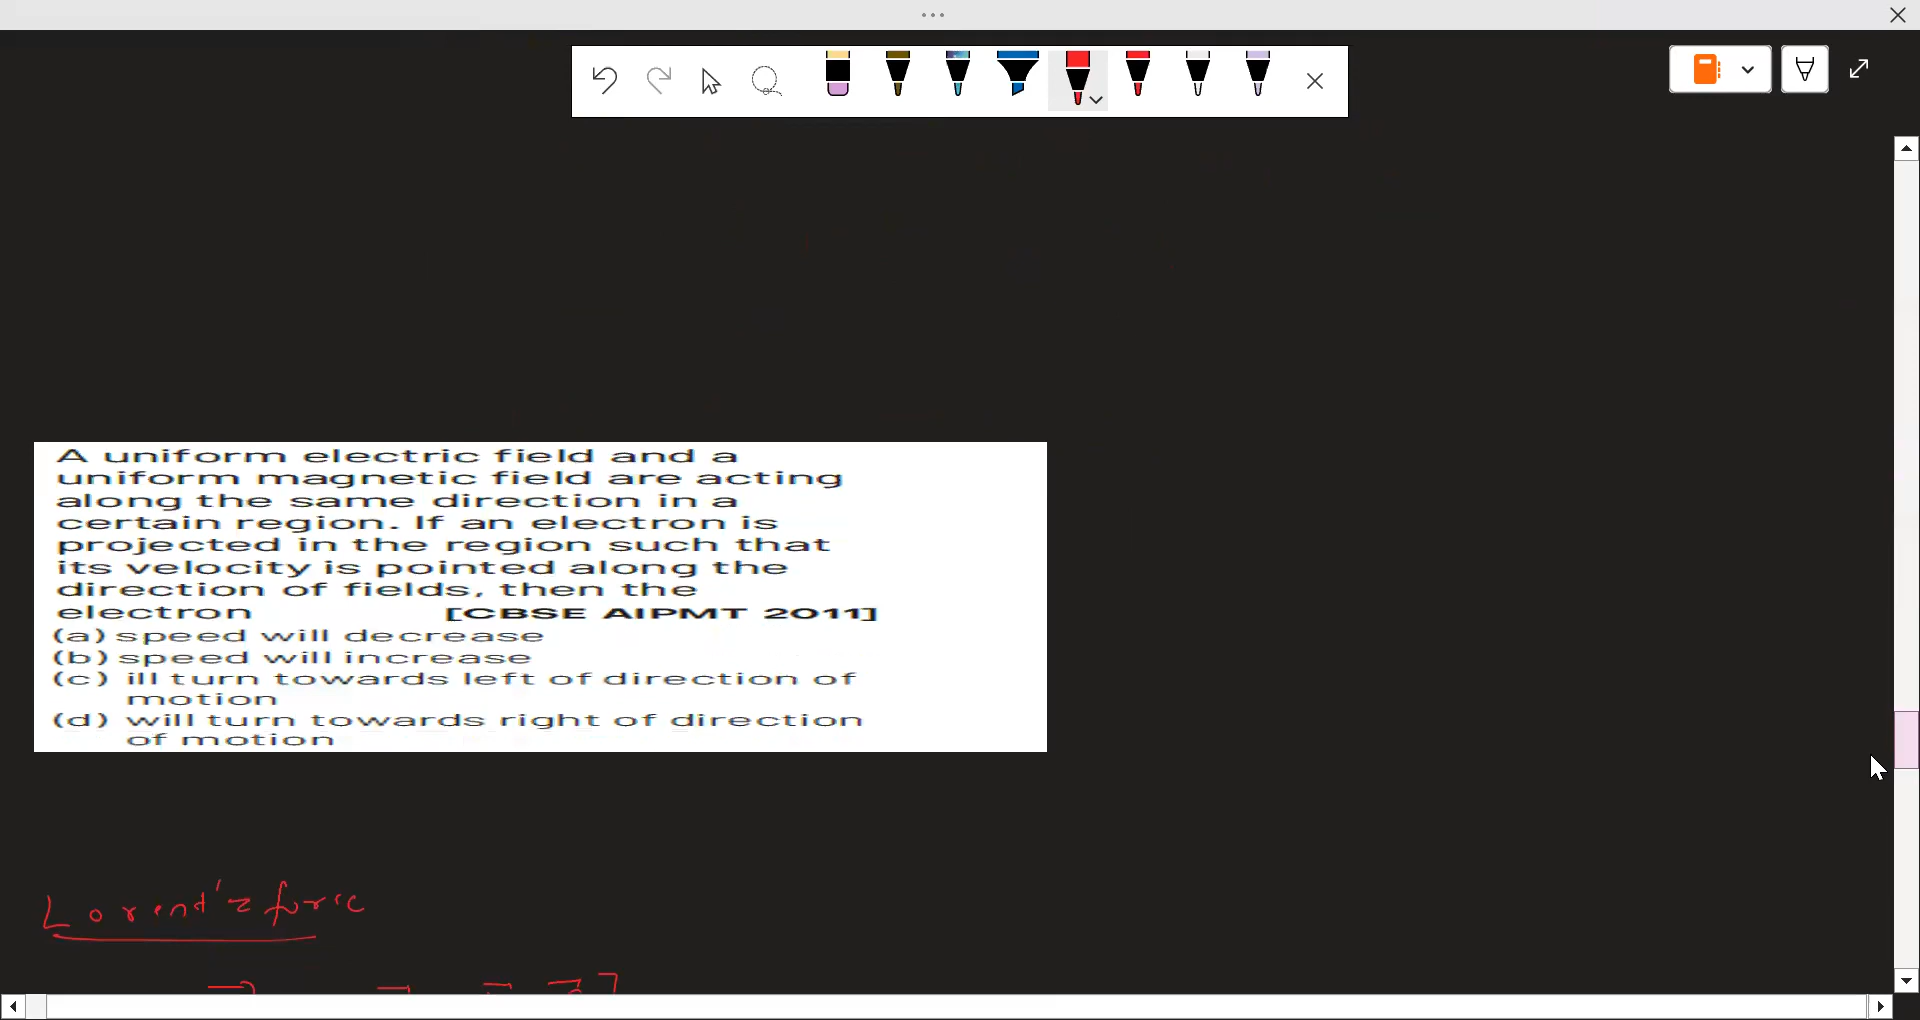 A uniform electric field and a
uniform magnetic field are acting
along the same direction in a
certain region. If an electron is
projected in the region such that
its velocity is pointed along the
direction of fields, then the
electron [CBSE AIPMT 2011]
(a) speed will decrease
(b) speed will increase
(c) ill turn towards left of direction of
motion
(d) will turn towards right of direction
of motion
Lorent'z force